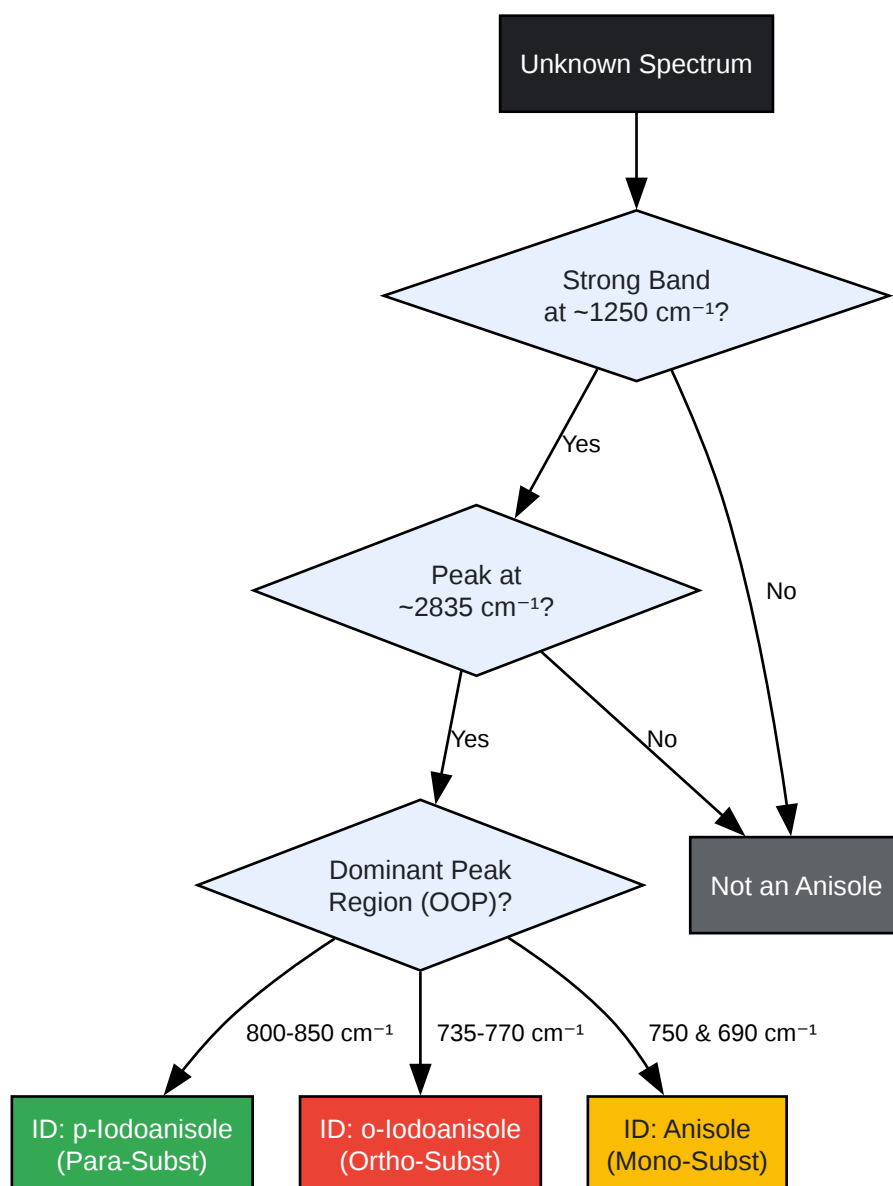 Unknown Spectrum
Strong Band
at ~1250 cm⁻¹?
Yes
No
Peak at
~2835 cm⁻¹?
Yes
No
Not an Anisole
Dominant Peak
Region (OOP)?
800-850 cm⁻¹
735-770 cm⁻¹
750 & 690 cm⁻¹
ID: p-Iodoanisole
(Para-Subst)
ID: o-Iodoanisole
(Ortho-Subst)
ID: Anisole
(Mono-Subst)